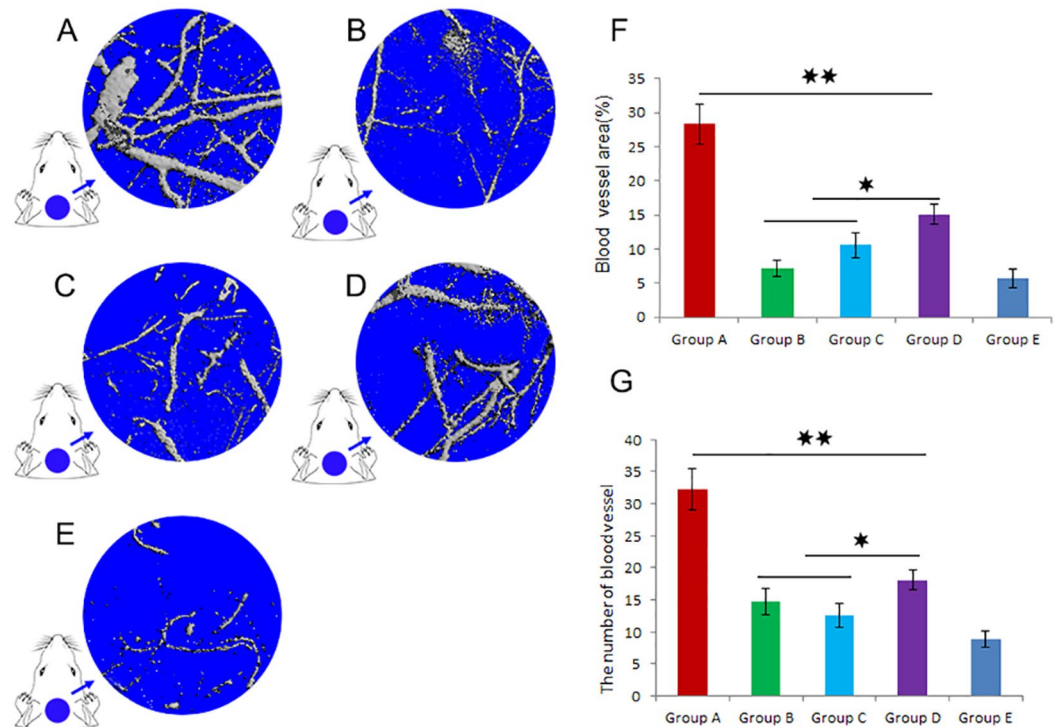 A
B
C
D
E
F
Blood vessel area(%)
35
30
25
20
15
10
5
0
Group A
Group B
Group C
Group D
Group E
G
The number of blood vessel
40
35
30
25
20
15
10
5
0
Group A
Group B
Group C
Group D
Group E